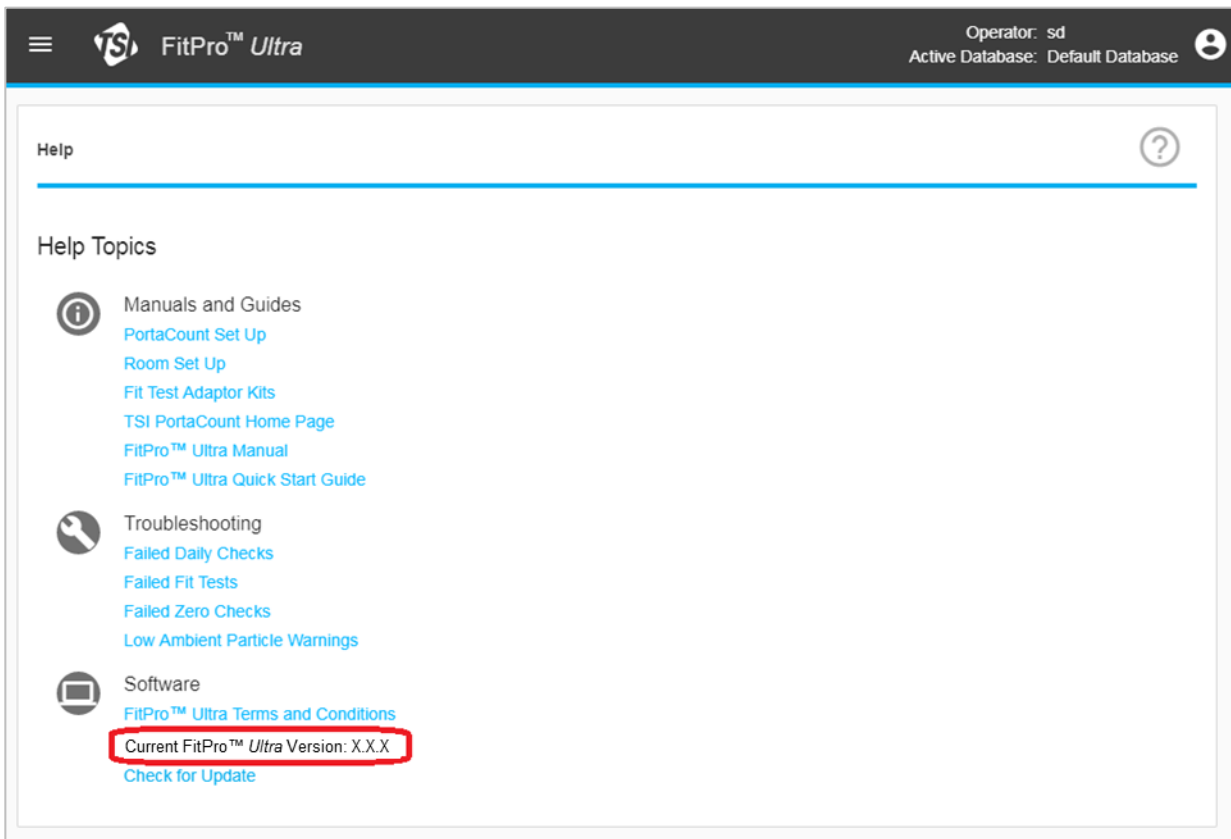 TSI FitPro™ Ultra
Operator: sd
Active Database: Default Database
Help
?
Help Topics
Manuals and Guides
PortaCount Set Up
Room Set Up
Fit Test Adaptor Kits
TSI PortaCount Home Page
FitPro™ Ultra Manual
FitPro™ Ultra Quick Start Guide
Troubleshooting
Failed Daily Checks
Failed Fit Tests
Failed Zero Checks
Low Ambient Particle Warnings
Software
FitPro™ Ultra Terms and Conditions
Current FitPro™ Ultra Version: X.X.X
Check for Update